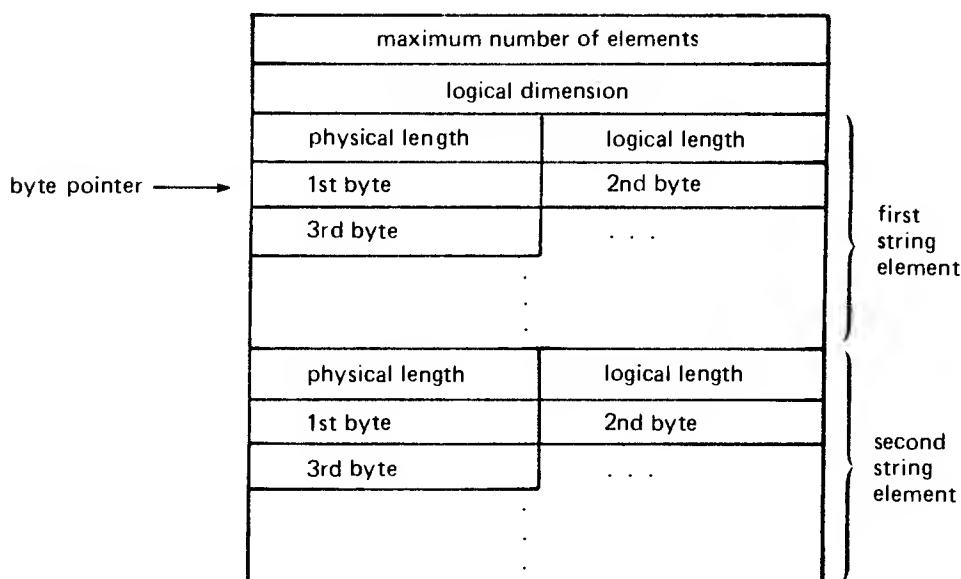 maximum number of elements
logical dimension
physical length logical length
byte pointer 1st byte 2nd byte
3rd byte . . .
first
string
element
physical length logical length
1st byte 2nd byte
3rd byte . . .
second
string
element